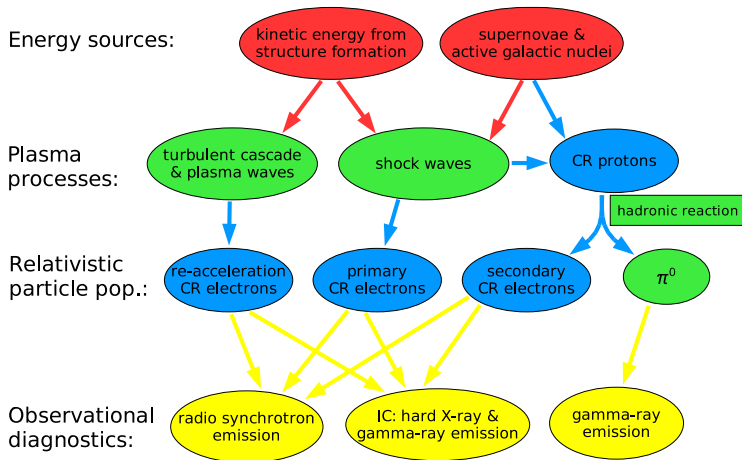 Energy sources:
kinetic energy from
structure formation
supernovae &
active galactic nuclei
Plasma
processes:
turbulent cascade
& plasma waves
shock waves
CR protons
hadronic reaction
Relativistic
particle pop.:
re-acceleration
CR electrons
primary
CR electrons
secondary
CR electrons
π⁰
Observational
diagnostics:
radio synchrotron
emission
IC: hard X-ray &
gamma-ray emission
gamma-ray
emission